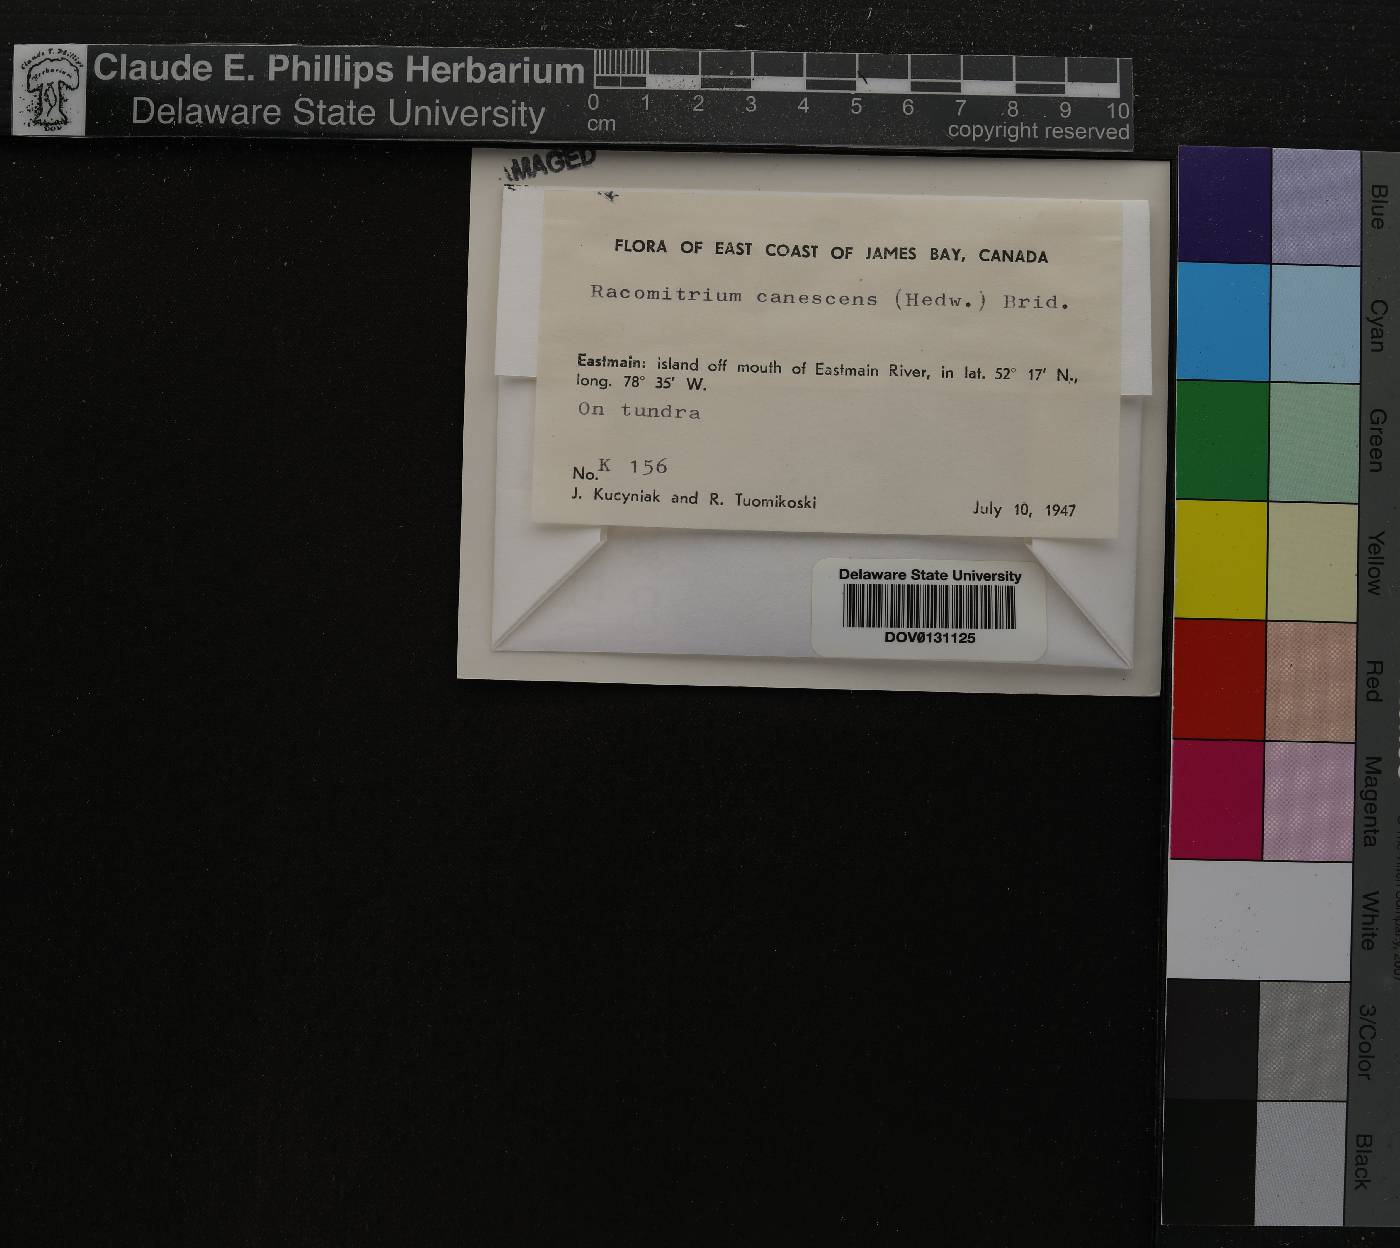 Claude E. Phillips Herbarium
Delaware State University
0 1 2 3 4 5 6 7 8 9 10
cm
copyright reserved
IMAGED
FLORA OF EAST COAST OF JAMES BAY, CANADA
Racomitrium canescens (Hedw.) Brid.
Eastmain: island off mouth of Eastmain River, in lat. 52° 17' N.,
long. 78° 35' W.
On tundra
No. K 156
J. Kucyniak and R. Tuomikoski July 10, 1947
Delaware State University
DOV0131125
Blue
Cyan
Green
Yellow
Red
Magenta
White
3/Color
Black